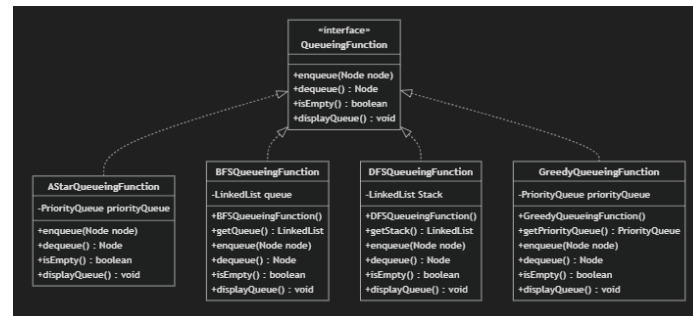 «interface»
QueueingFunction
+enqueue(Node node)
+dequeue() : Node
+isEmpty() : boolean
+displayQueue() : void
AStarQueueingFunction
-PriorityQueue priorityQueue
+enqueue(Node node)
+dequeue() : Node
+isEmpty() : boolean
+displayQueue() : void
BFSQueueingFunction
-LinkedList queue
+BFSQueueingFunction()
+getQueue() : LinkedList
+enqueue(Node node)
+dequeue() : Node
+isEmpty() : boolean
+displayQueue() : void
DFSQueueingFunction
-LinkedList Stack
+DFSQueueingFunction()
+getStack() : LinkedList
+enqueue(Node node)
+dequeue() : Node
+isEmpty() : boolean
+displayQueue() : void
GreedyQueueingFunction
-PriorityQueue priorityQueue
+GreedyQueueingFunction()
+getPriorityQueue() : PriorityQueue
+enqueue(Node node)
+dequeue() : Node
+isEmpty() : boolean
+displayQueue() : void